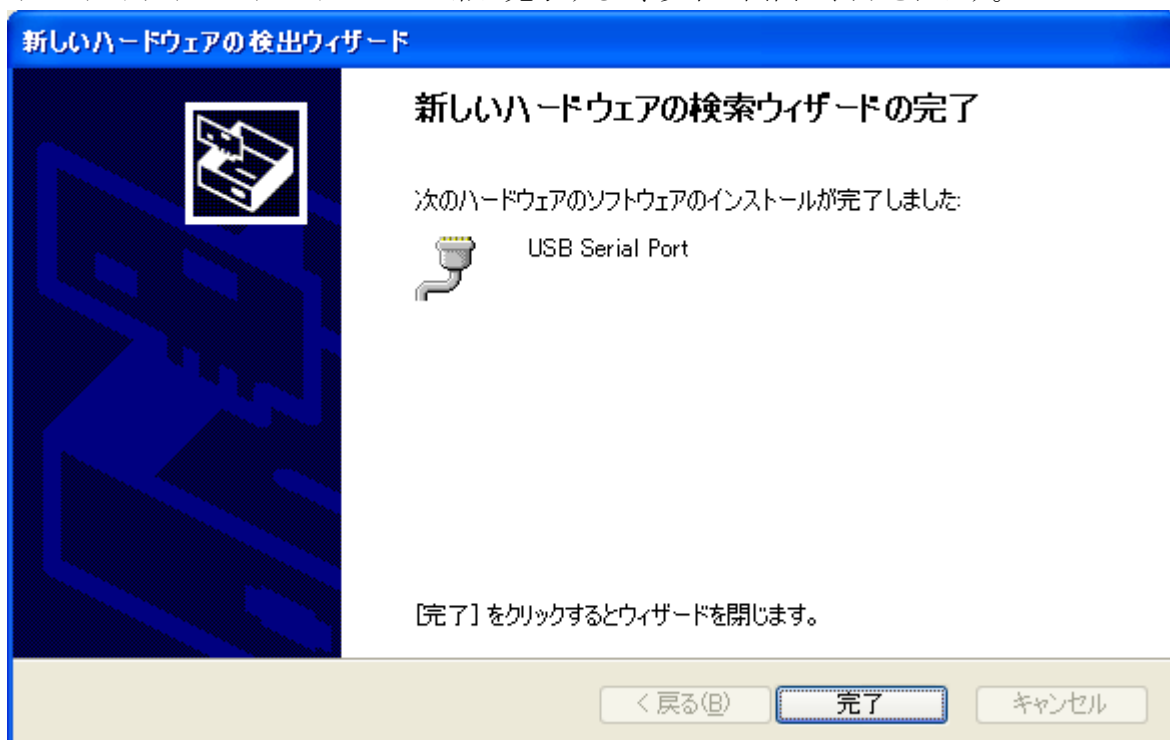 新しいハードウェアの検出ウィザード
新しいハードウェアの検索ウィザードの完了
次のハードウェアのソフトウェアのインストールが完了しました:
USB Serial Port
[完了] をクリックするとウィザードを閉じます。
< 戻る(B)
完了
キャンセル